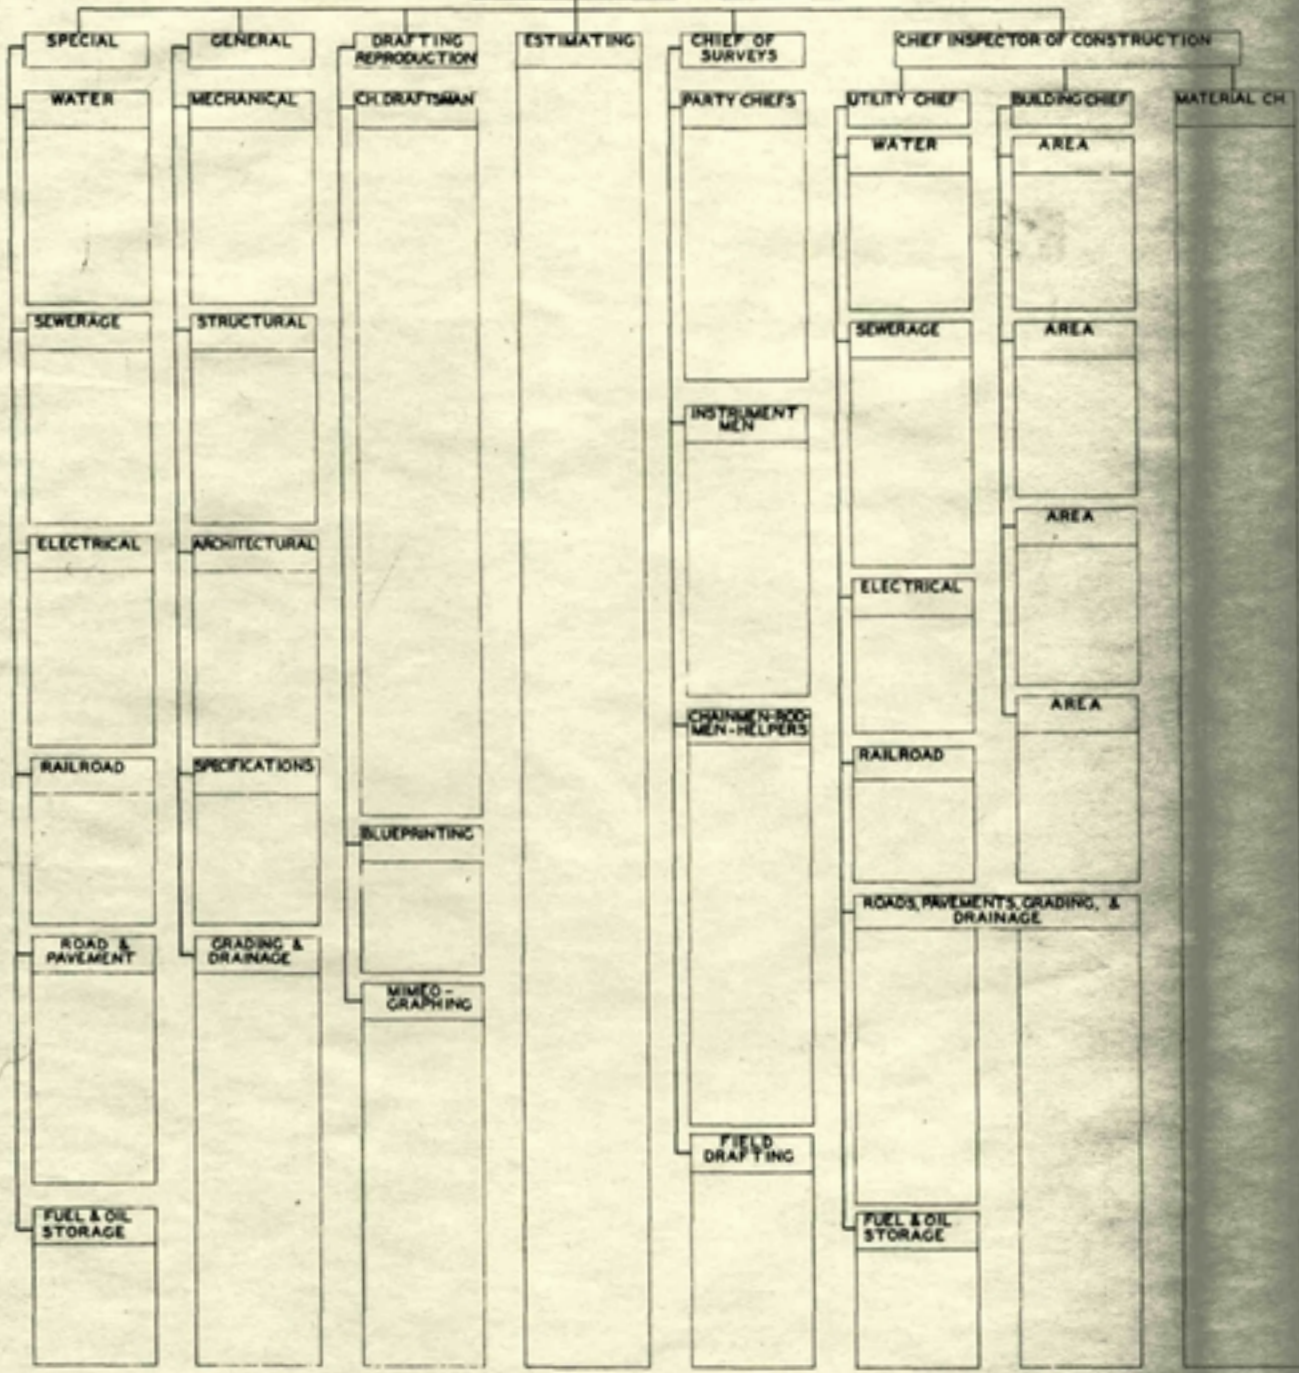 SPECIAL
WATER
SEWERAGE
ELECTRICAL
RAILROAD
ROAD &
PAVEMENT
FUEL & OIL
STORAGE
GENERAL
MECHANICAL
STRUCTURAL
ARCHITECTURAL
SPECIFICATIONS
GRADING &
DRAINAGE
DRAFTING
REPRODUCTION
CH. DRAFTSMAN
BLUEPRINTING
MIMEO-
GRAPHING
ESTIMATING
CHIEF OF
SURVEYS
PARTY CHIEFS
INSTRUMENT
MEN
CHAINMEN-ROD-
MEN-HELPERS
FIELD
DRAFTING
CHIEF INSPECTOR OF CONSTRUCTION
UTILITY CHIEF
WATER
SEWERAGE
ELECTRICAL
RAILROAD
ROADS, PAVEMENTS, GRADING, &
DRAINAGE
FUEL & OIL
STORAGE
BUILDING CHIEF
AREA
AREA
AREA
AREA
MATERIAL CH.